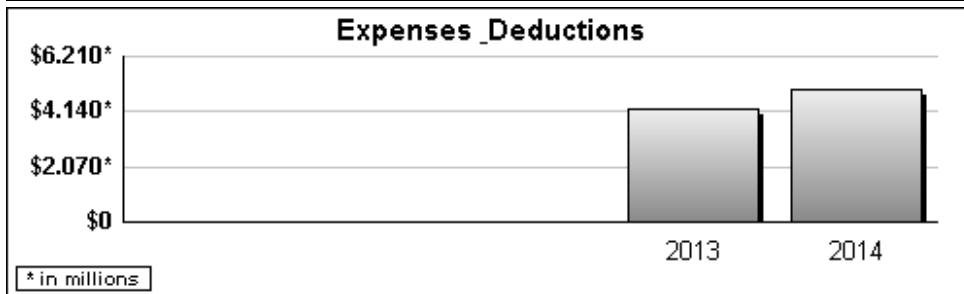 Expenses _Deductions
$6.210*
$4.140*
$2.070*
$0
2013 2014
* in millions